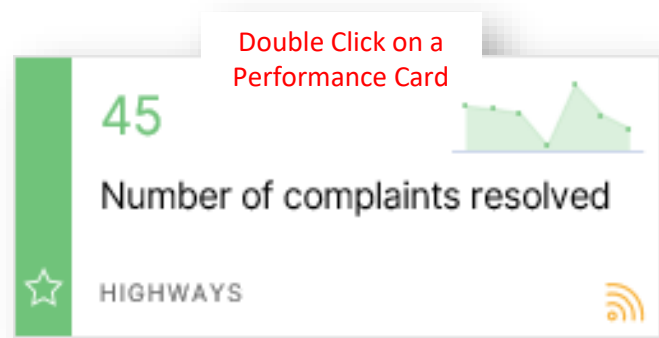 Double Click on a
Performance Card
45
Number of complaints resolved
HIGHWAYS